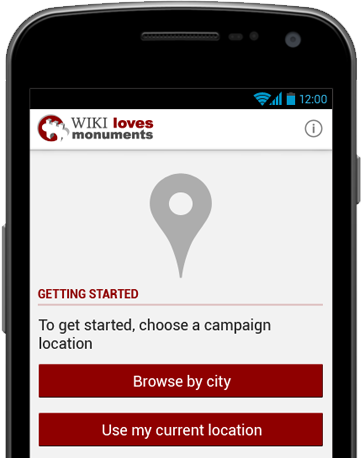 12:00
WIKI loves
monuments
GETTING STARTED
To get started, choose a campaign
location
Browse by city
Use my current location